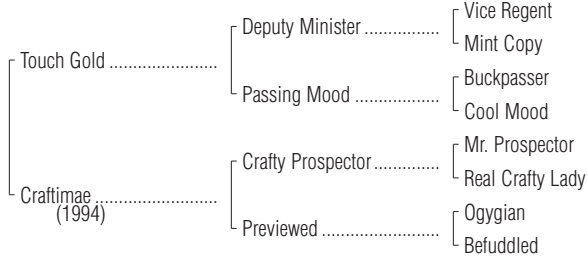 Vice Regent
Deputy Minister ................
Mint Copy
Touch Gold ......................
Buckpasser
Passing Mood ..................
Cool Mood
Mr. Prospector
Crafty Prospector.............
Real Crafty Lady
Craftimae .........................
(1994)
Ogygian
Previewed ........................
Befuddled